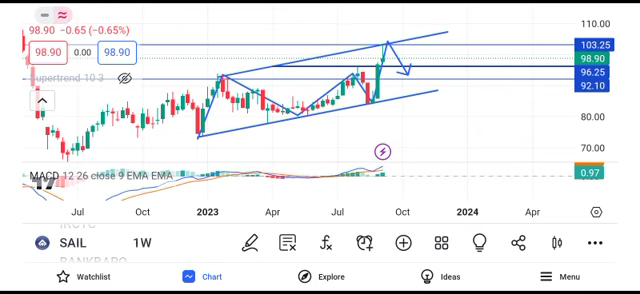 98.90 −0.65 (−0.65%)
110.00
103.25
98.90 0.00 98.90
98.90
96.25
Supertrend 10 3
92.10
80.00
70.00
MACD 12 26 close 9 EMA EMA
0.97
Jul Oct 2023 Apr Jul Oct 2024 Apr
IRCTC
SAIL 1W
BANKBARO
Watchlist Chart Explore Ideas Menu